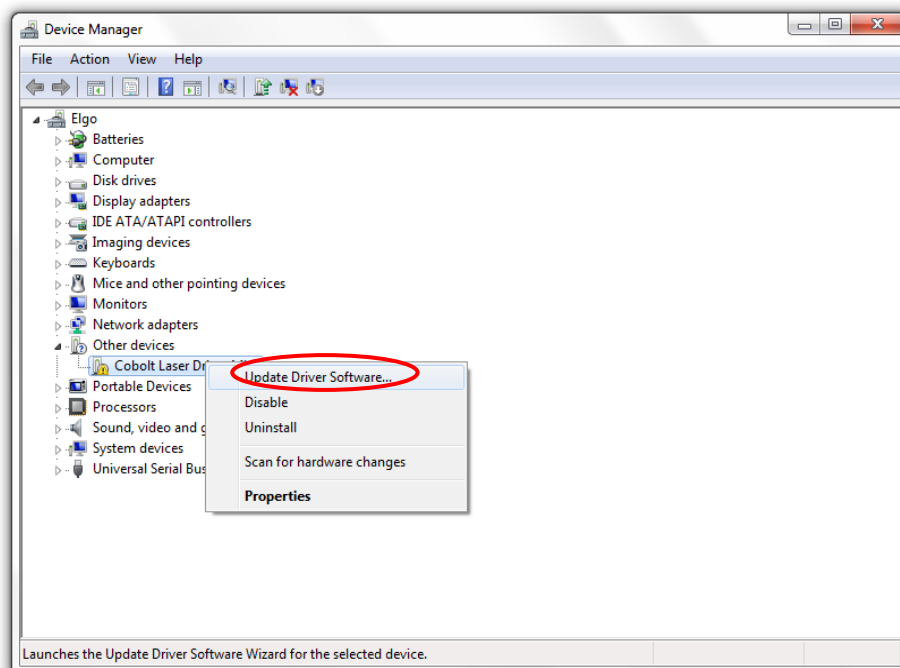 Device Manager
File Action View Help
Elgo
Batteries
Computer
Disk drives
Display adapters
IDE ATA/ATAPI controllers
Imaging devices
Keyboards
Mice and other pointing devices
Monitors
Network adapters
Other devices
Cobolt Laser
Update Driver Software...
Portable Devices
Disable
Processors
Sound, video and
Uninstall
System devices
Scan for hardware changes
Universal Serial
Properties
Launches the Update Driver Software Wizard for the selected device.